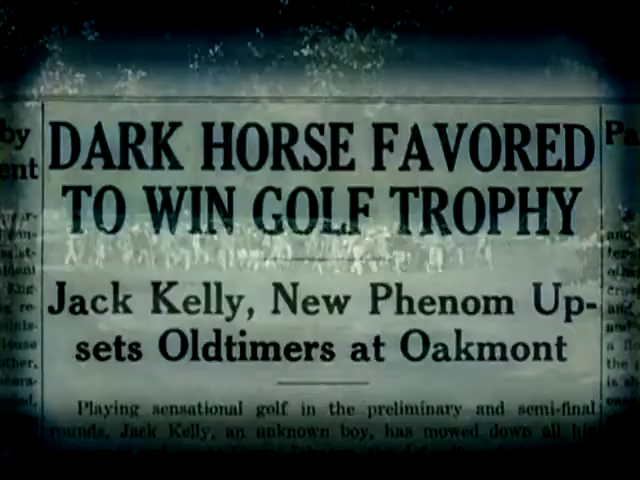 DARK HORSE FAVORED
TO WIN GOLF TROPHY
Jack Kelly, New Phenom Up-
sets Oldtimers at Oakmont
Playing sensational golf in the preliminary and semi-final
rounds, Jack Kelly, an unknown boy, has mowed down all his